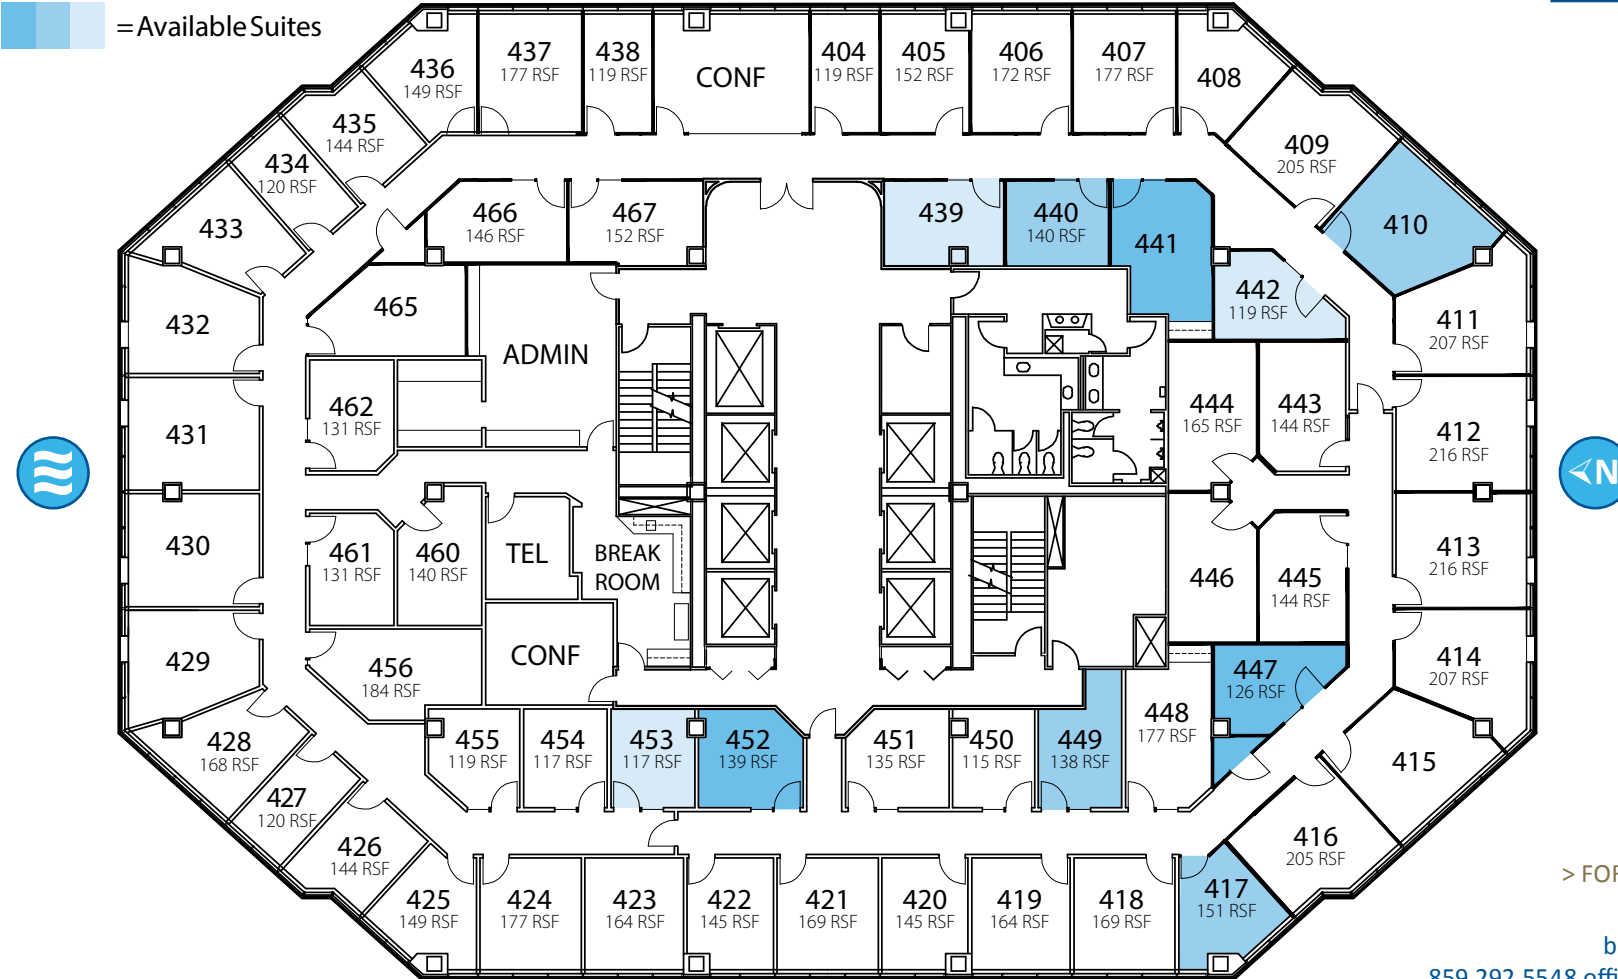 = Available Suites
436
149 RSF
437
177 RSF
438
119 RSF
CONF
404
119 RSF
405
152 RSF
406
172 RSF
407
177 RSF
408
435
144 RSF
409
205 RSF
434
120 RSF
433
466
146 RSF
467
152 RSF
439
440
140 RSF
441
410
442
119 RSF
432
465
ADMIN
411
207 RSF
431
462
131 RSF
444
165 RSF
443
144 RSF
412
216 RSF
N
430
461
131 RSF
460
140 RSF
TEL
BREAK
ROOM
446
445
144 RSF
413
216 RSF
429
456
184 RSF
CONF
447
126 RSF
414
207 RSF
428
168 RSF
455
119 RSF
454
117 RSF
453
117 RSF
452
139 RSF
451
135 RSF
450
115 RSF
449
138 RSF
448
177 RSF
415
427
120 RSF
426
144 RSF
416
205 RSF
425
149 RSF
424
177 RSF
423
164 RSF
422
145 RSF
421
169 RSF
420
145 RSF
419
164 RSF
418
169 RSF
417
151 RSF
> FOR
b
859.292.5548 offi